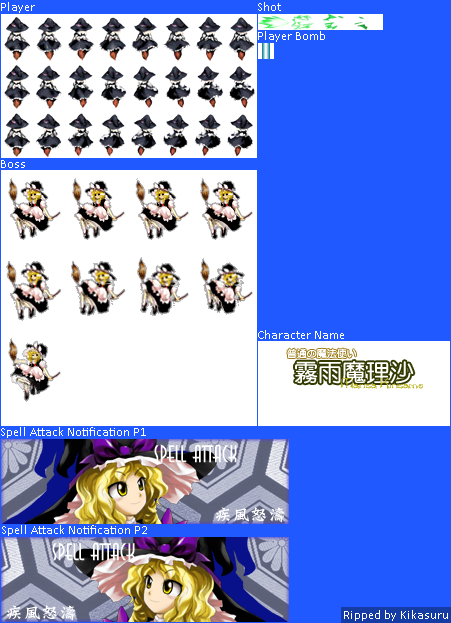 Player
Shot
Player Bomb
Boss
Character Name
普通の魔法使い
霧雨魔理沙
Marisa Kirisame
Spell Attack Notification P1
SPELL ATTACK
疾風怒濤
Spell Attack Notification P2
SPELL ATTACK
疾風怒濤
Ripped by Kikasuru